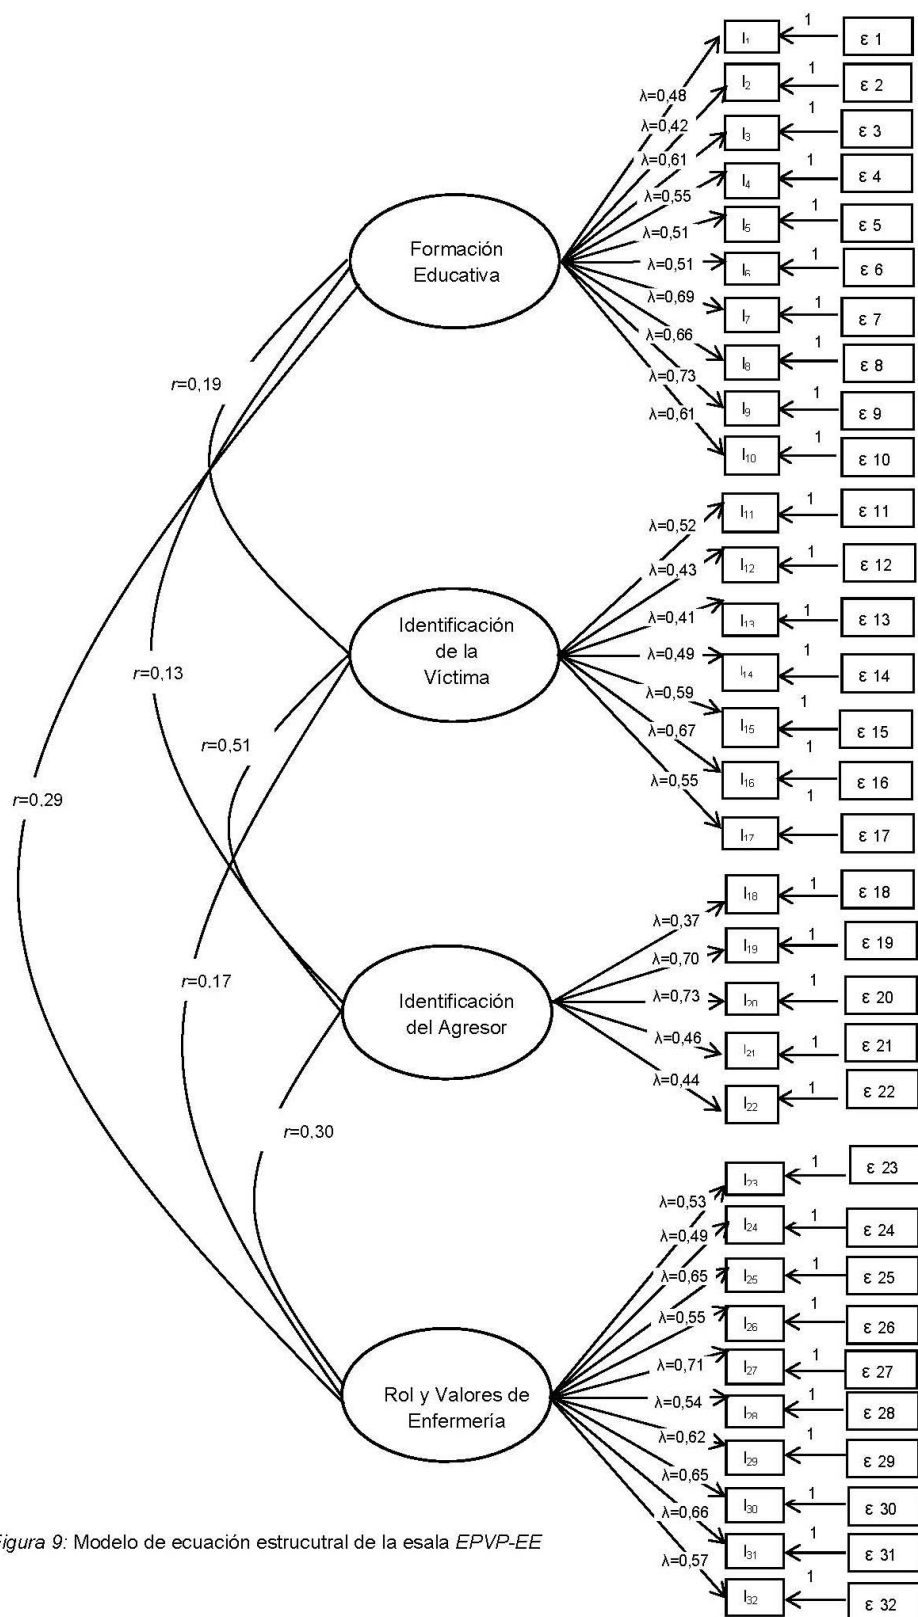 I₁ 1 ε 1
λ=0,48 I₂ 1 ε 2
λ=0,42 I₃ 1 ε 3
λ=0,61 I₄ 1 ε 4
λ=0,55 I₅ 1 ε 5
λ=0,51 I₆ 1 ε 6
λ=0,51 I₇ 1 ε 7
λ=0,69 I₈ 1 ε 8
λ=0,66 I₉ 1 ε 9
λ=0,73 I₁₀ 1 ε 10
λ=0,61
Formación
Educativa
r=0,19
I₁₁ 1 ε 11
λ=0,52 I₁₂ 1 ε 12
λ=0,43 I₁₃ 1 ε 13
λ=0,41 I₁₄ 1 ε 14
λ=0,49 I₁₅ 1 ε 15
λ=0,59 I₁₆ 1 ε 16
λ=0,67 I₁₇ 1 ε 17
λ=0,55
Identificación
de la
Víctima
r=0,13
r=0,51
r=0.29
I₁₈ 1 ε 18
λ=0,37 I₁₉ 1 ε 19
λ=0,70 I₂₀ 1 ε 20
λ=0,73 I₂₁ 1 ε 21
λ=0,46 I₂₂ 1 ε 22
λ=0,44
r=0,17
Identificación
del Agresor
r=0,30
I₂₃ 1 ε 23
λ=0,53 I₂₄ 1 ε 24
λ=0,49 I₂₅ 1 ε 25
λ=0,65 I₂₆ 1 ε 26
λ=0,55 I₂₇ 1 ε 27
λ=0,71 I₂₈ 1 ε 28
λ=0,54 I₂₉ 1 ε 29
λ=0,62 I₃₀ 1 ε 30
λ=0,65 I₃₁ 1 ε 31
λ=0,66 I₃₂ 1 ε 32
λ=0,57
Rol y Valores de
Enfermería
igura 9: Modelo de ecuación estrucutral de la esala EPVP-EE